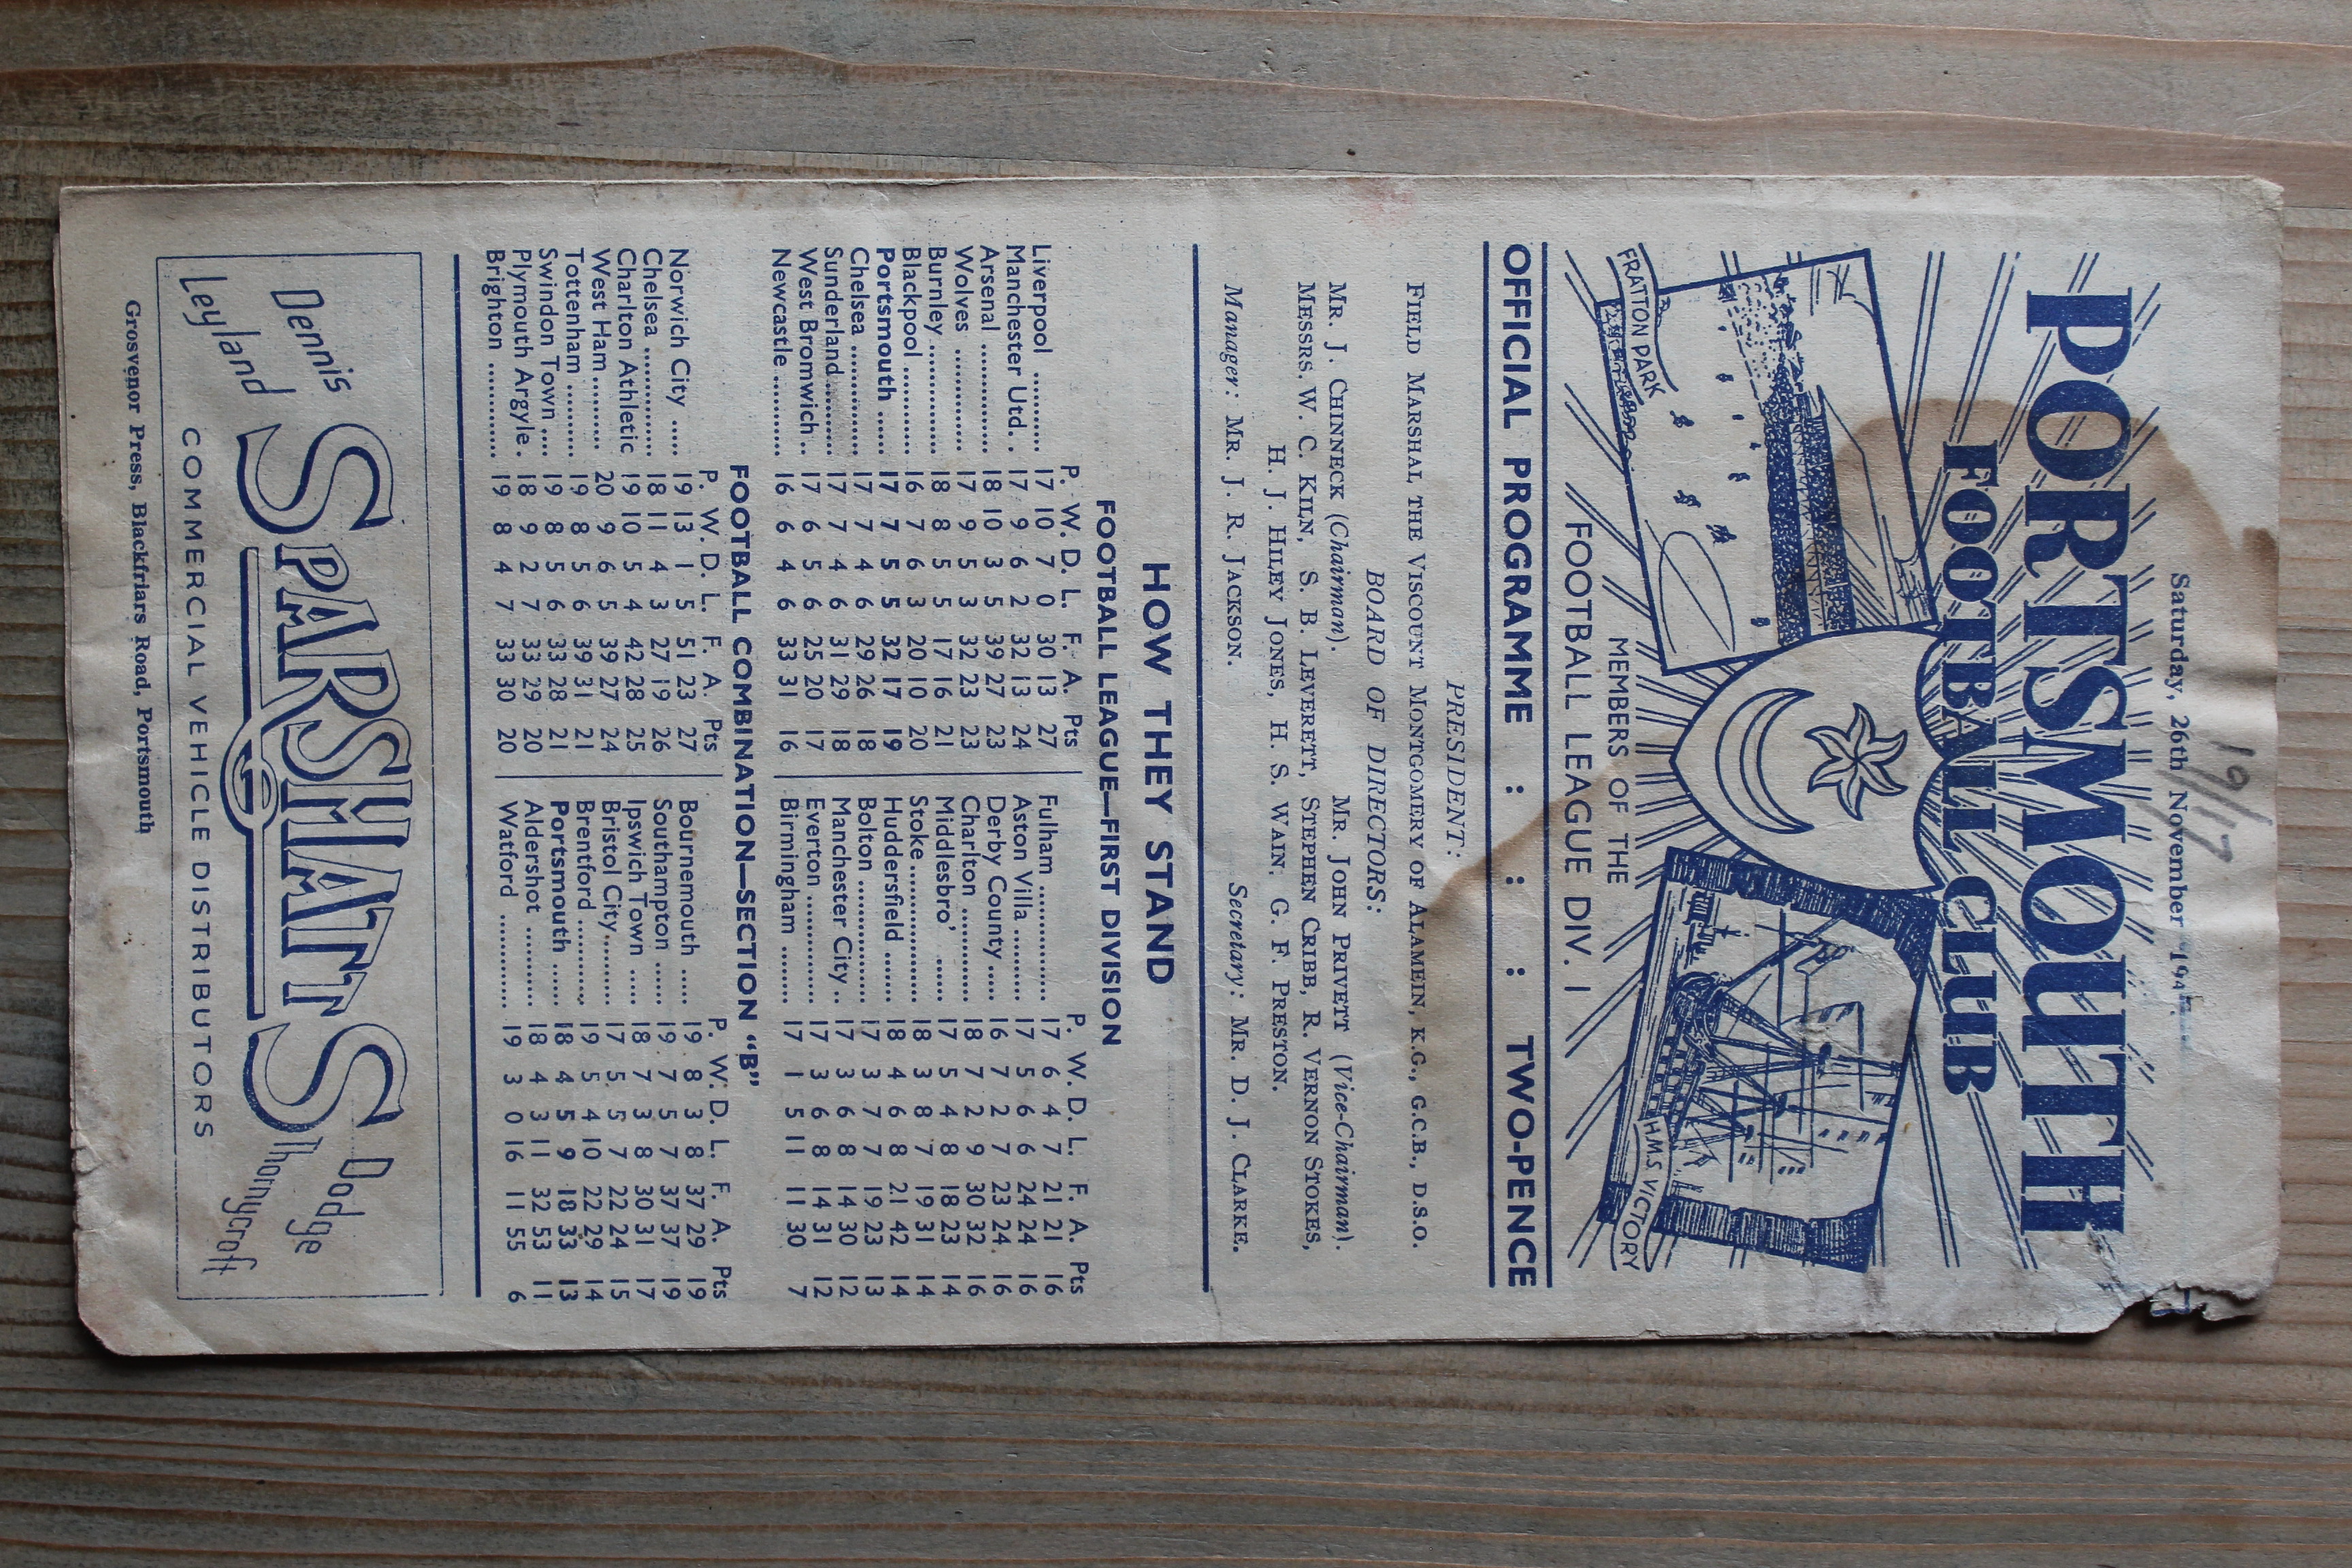 Saturday, 26th November
PORTSMOUTH
FOOTBALL CLUB
FRATTON PARK
H.M.S. VICTORY
MEMBERS OF THE
FOOTBALL LEAGUE DIV. I
OFFICIAL PROGRAMME : : : TWO-PENCE
PRESIDENT:
FIELD MARSHAL THE VISCOUNT MONTGOMERY OF ALAMEIN, K.G., G.C.B., D.S.O.
BOARD OF DIRECTORS:
MR. J. CHINNECK (Chairman). MR. JOHN PRIVETT (Vice-Chairman).
MESSRS. W. C. KILN, S. B. LEVERETT, STEPHEN CRIBB, R. VERNON STOKES,
H. J. HILEY JONES, H. S. WAIN. G. F. PRESTON.
Manager: MR. J. R. JACKSON. Secretary: MR. D. J. CLARKE.
HOW THEY STAND
FOOTBALL LEAGUE—FIRST DIVISION
P. W. D. L. F. A. Pts
Liverpool .......... 17 10 7 0 30 13 27
Manchester Utd. . 17 9 6 2 32 13 24
Arsenal ............ 18 10 3 5 39 27 23
Wolves ............ 17 9 5 3 32 23 23
Burnley ............ 18 8 5 5 17 16 21
Blackpool .......... 16 7 6 3 20 10 20
Portsmouth ...... 17 7 5 5 32 17 19
Chelsea ............ 17 7 4 6 29 26 18
Sunderland ........ 17 7 4 6 31 29 18
West Bromwich .. 17 6 5 6 25 20 17
Newcastle .......... 16 6 4 6 33 31 16
P. W. D. L. F. A. Pts
Fulham .............. 17 6 4 7 21 21 16
Aston Villa ......... 17 5 6 6 24 24 16
Derby County ..... 16 7 2 7 23 24 16
Charlton ............ 18 7 2 9 30 32 16
Middlesbro' ....... 17 5 4 8 18 23 14
Stoke ................ 18 3 8 7 19 31 14
Huddersfield ....... 18 4 6 8 21 42 14
Bolton .............. 17 3 7 7 19 23 13
Manchester City .. 17 3 6 8 14 30 12
Everton ............. 17 3 6 8 14 31 12
Birmingham ....... 17 1 5 11 11 30 7
FOOTBALL COMBINATION—SECTION "B"
P. W. D. L. F. A. Pts
Norwich City ..... 19 13 1 5 51 23 27
Chelsea ............ 18 11 4 3 27 19 26
Charlton Athletic 19 10 5 4 42 28 25
West Ham ......... 20 9 6 5 39 27 24
Tottenham ......... 19 8 5 6 39 31 21
Swindon Town .... 19 8 5 6 33 28 21
Plymouth Argyle . 18 9 2 7 33 29 20
Brighton ........... 19 8 4 7 33 30 20
P. W. D. L. F. A. Pts
Bournemouth ..... 19 8 3 8 37 29 19
Southampton ...... 19 7 5 7 37 37 19
Ipswich Town ..... 18 7 3 8 30 31 17
Bristol City ......... 17 5 5 7 22 24 15
Brentford ........... 19 5 4 10 22 29 14
Portsmouth ...... 18 4 5 9 18 33 13
Aldershot .......... 18 4 3 11 32 53 11
Watford ............ 19 3 0 16 11 55 6
Dennis
Leyland
SPARSHATTS
Dodge
Thornycroft
COMMERCIAL VEHICLE DISTRIBUTORS
Grosvenor Press, Blackfriars Road, Portsmouth